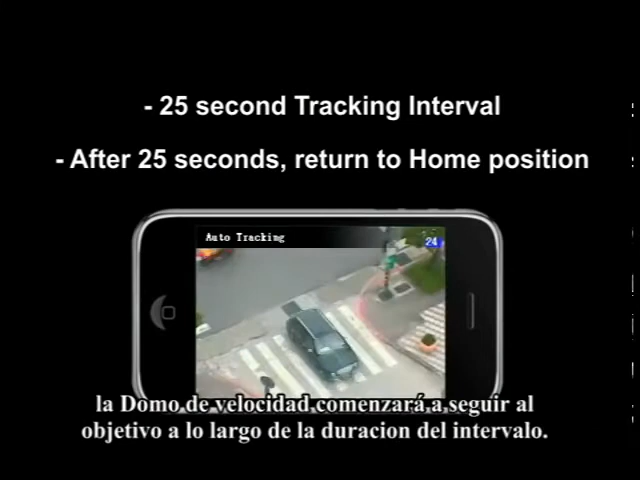 - 25 second Tracking Interval
- After 25 seconds, return to Home position
Auto Tracking
24
la Domo de velocidad comenzará a seguir al
objetivo a lo largo de la duracion del intervalo.